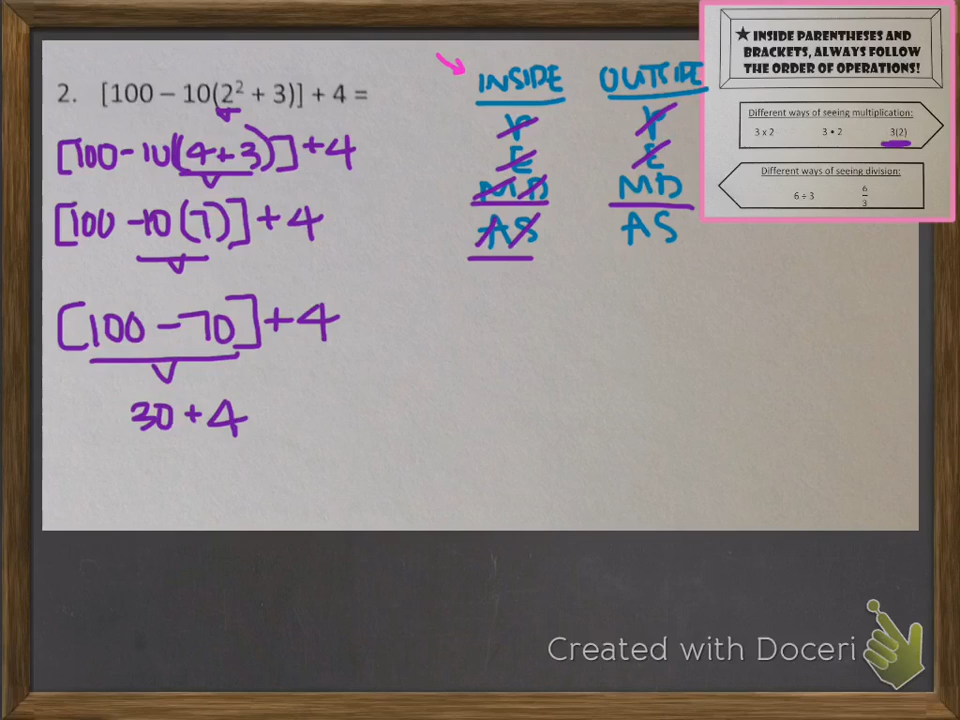 2. [100 – 10(2² + 3)] + 4 =
[100-10(4+3)]+4
[100-10(7)]+4
[100-70]+4
30+4
INSIDE
P
E
MD
AS
OUTSIDE
P
E
MD
AS
★ INSIDE PARENTHESES AND
BRACKETS, ALWAYS FOLLOW
THE ORDER OF OPERATIONS!
Different ways of seeing multiplication:
3 x 2 3 • 2 3(2)
Different ways of seeing division:
6 ÷ 3 6/3
Created with Doceri